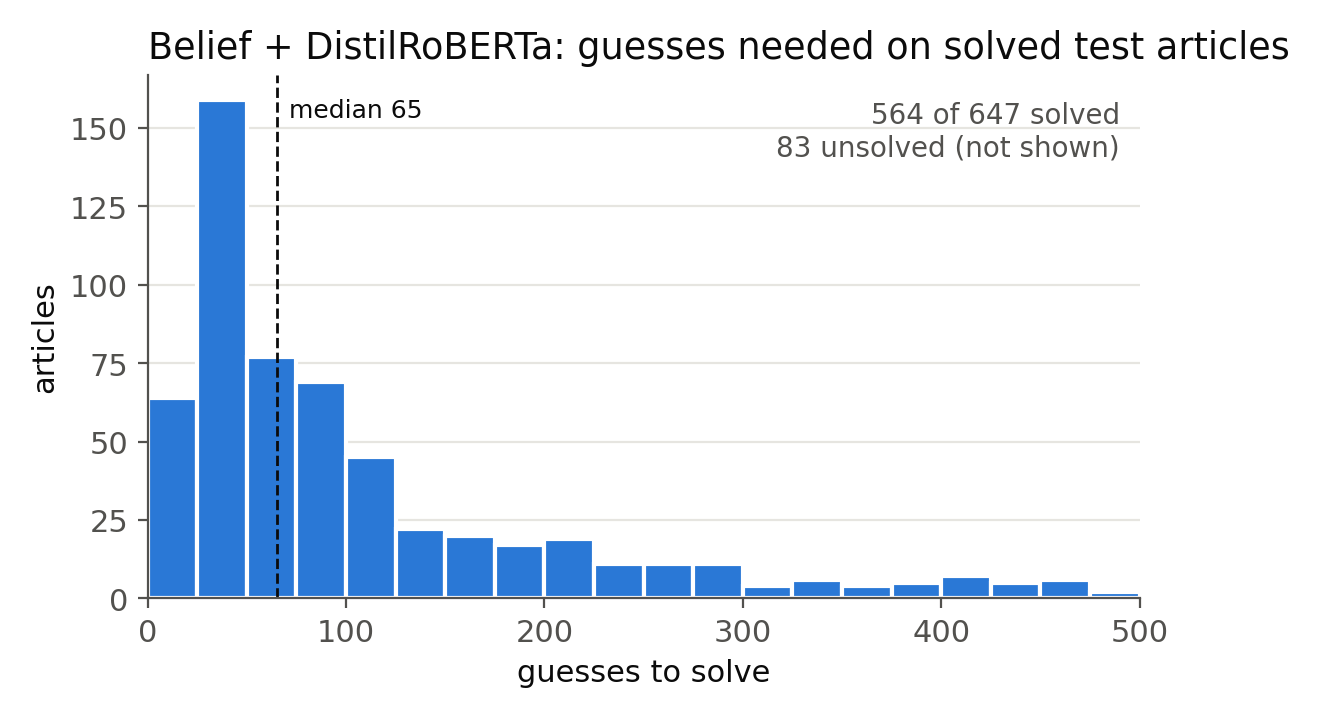 Belief + DistilRoBERTa: guesses needed on solved test articles
median 65
564 of 647 solved
83 unsolved (not shown)
articles
150
125
100
75
50
25
0
0 100 200 300 400 500
guesses to solve